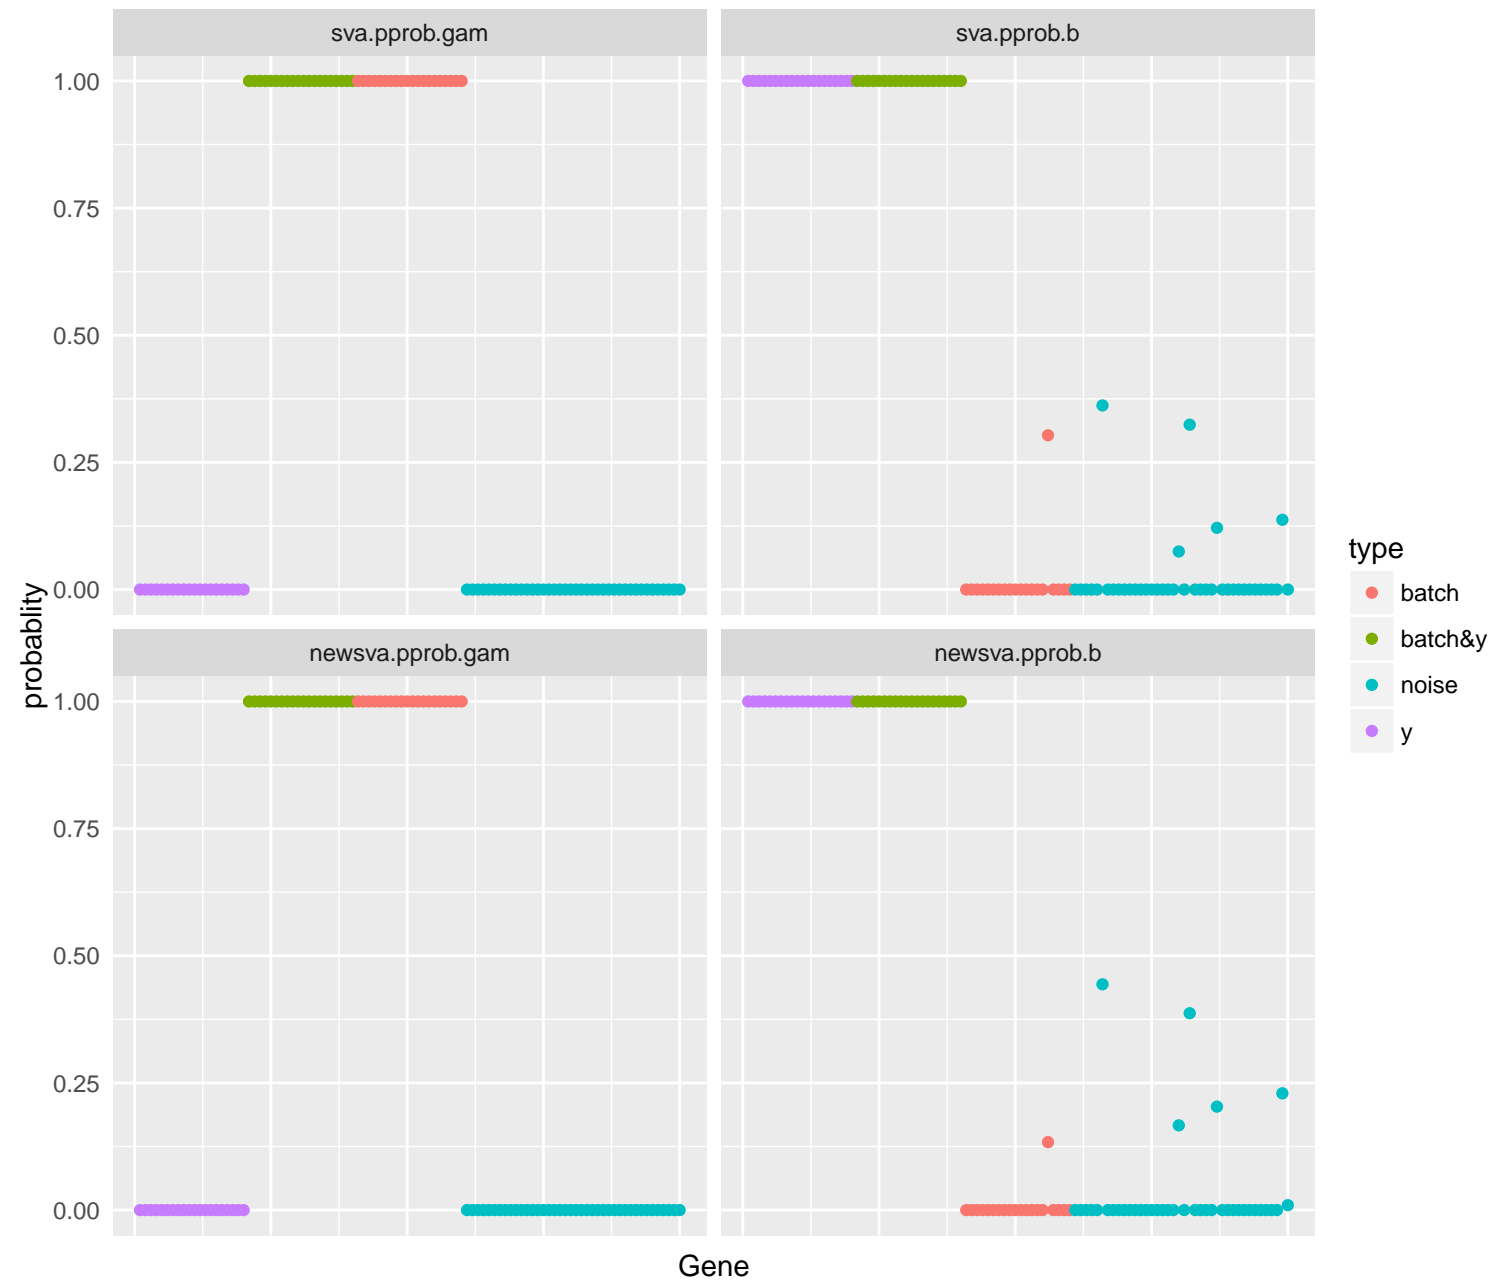 sva.pprob.gam
sva.pprob.b
1.00
0.75
0.50
0.25
0.00
newsva.pprob.gam
newsva.pprob.b
1.00
0.75
0.50
0.25
0.00
probablity
Gene
type
batch
batch&y
noise
y